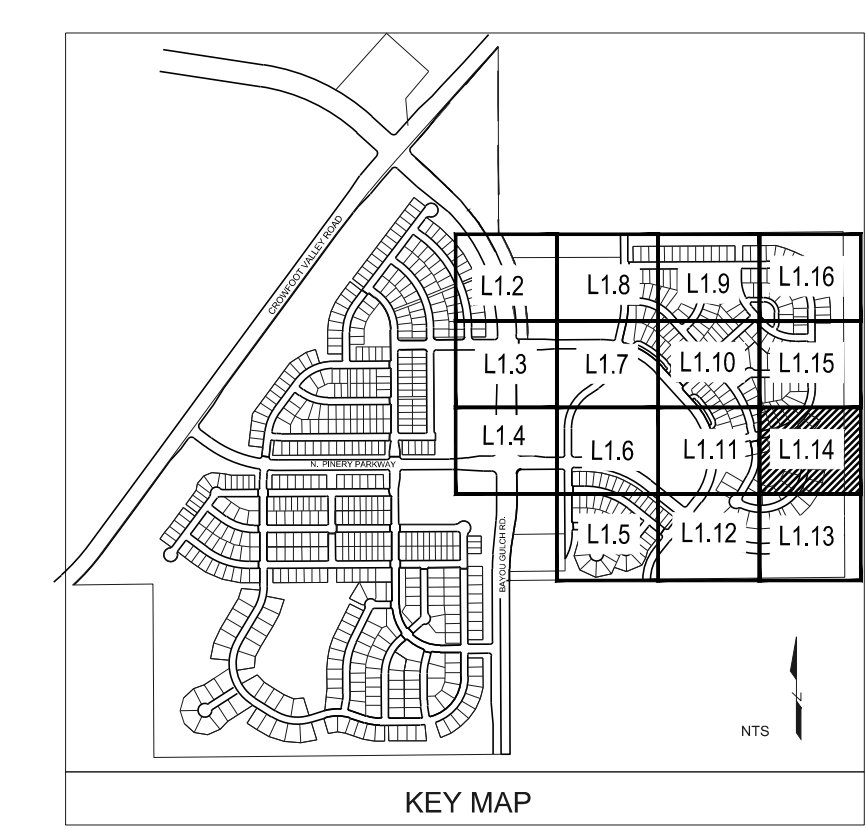 CROWFOOT VALLEY ROAD
L1.2
L1.8
L1.9
L1.16
L1.3
L1.7
L1.10
L1.15
L1.4
L1.6
L1.11
L1.14
N. PINERY PARKWAY
L1.5
L1.12
L1.13
BAYOU GULCH RD.
N
NTS
KEY MAP